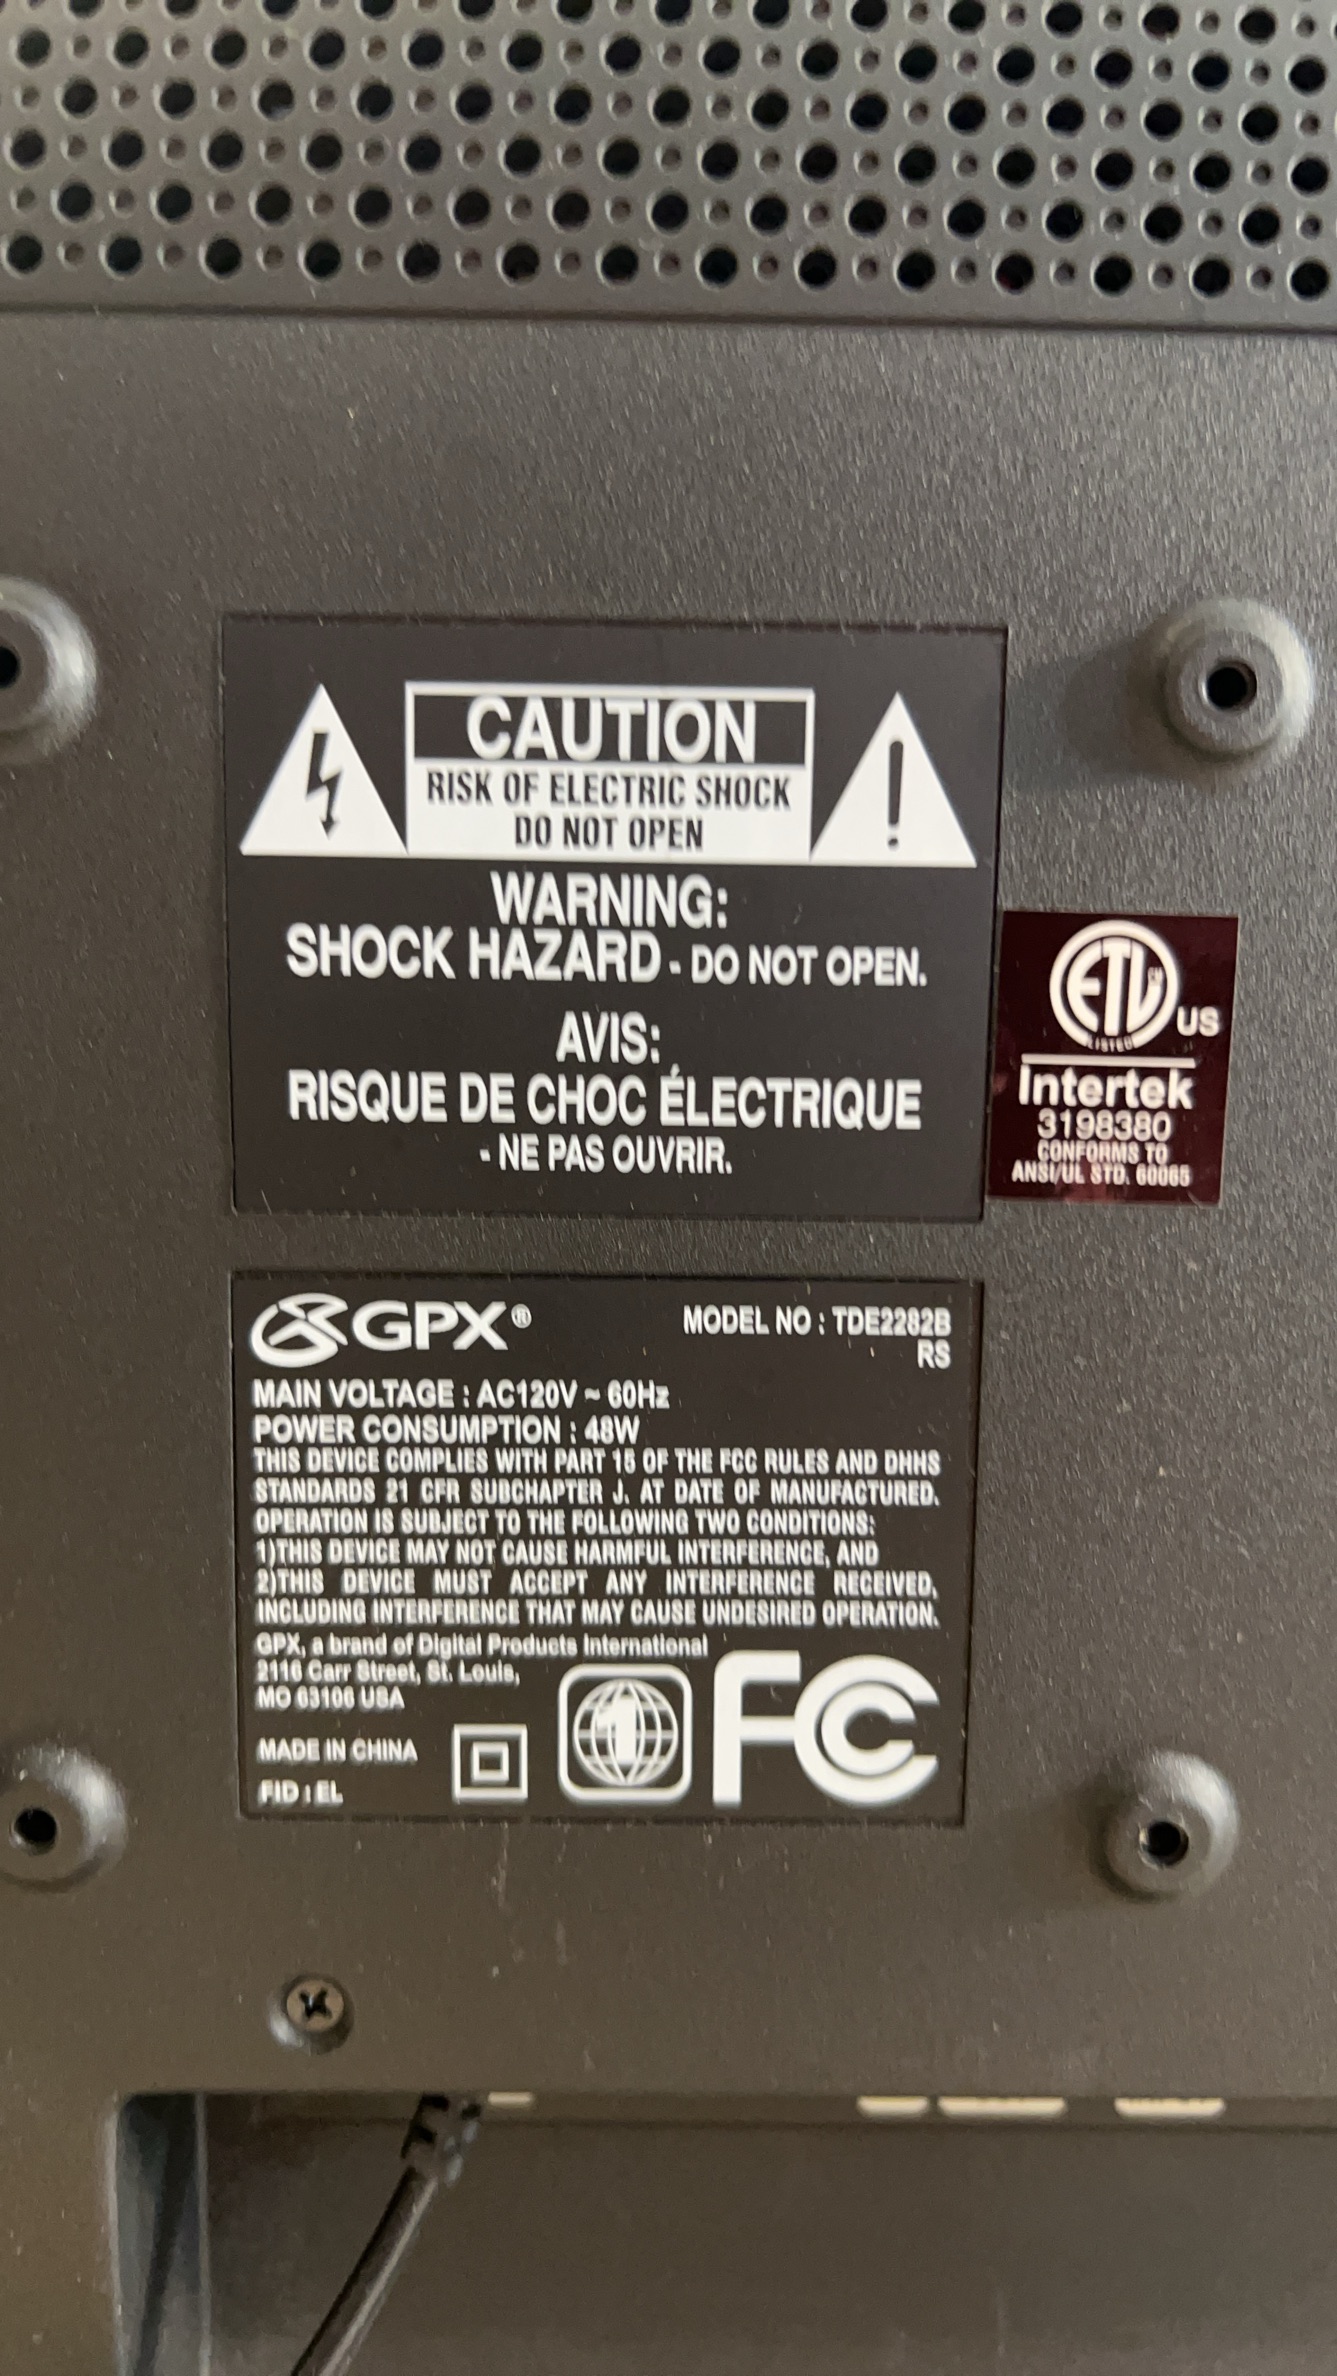 CAUTION
RISK OF ELECTRIC SHOCK
DO NOT OPEN
WARNING:
SHOCK HAZARD - DO NOT OPEN.
AVIS:
RISQUE DE CHOC ÉLECTRIQUE
- NE PAS OUVRIR.
ETL CM
US
LISTED
Intertek
3198380
CONFORMS TO
ANSI/UL STD. 60065
GPX®
MODEL NO : TDE2282B
RS
MAIN VOLTAGE : AC120V ~ 60Hz
POWER CONSUMPTION : 48W
THIS DEVICE COMPLIES WITH PART 15 OF THE FCC RULES AND DHHS
STANDARDS 21 CFR SUBCHAPTER J. AT DATE OF MANUFACTURED.
OPERATION IS SUBJECT TO THE FOLLOWING TWO CONDITIONS:
1)THIS DEVICE MAY NOT CAUSE HARMFUL INTERFERENCE, AND
2)THIS DEVICE MUST ACCEPT ANY INTERFERENCE RECEIVED,
INCLUDING INTERFERENCE THAT MAY CAUSE UNDESIRED OPERATION.
GPX, a brand of Digital Products International
2116 Carr Street, St. Louis,
MO 63106 USA
MADE IN CHINA
FID : EL
1
FC